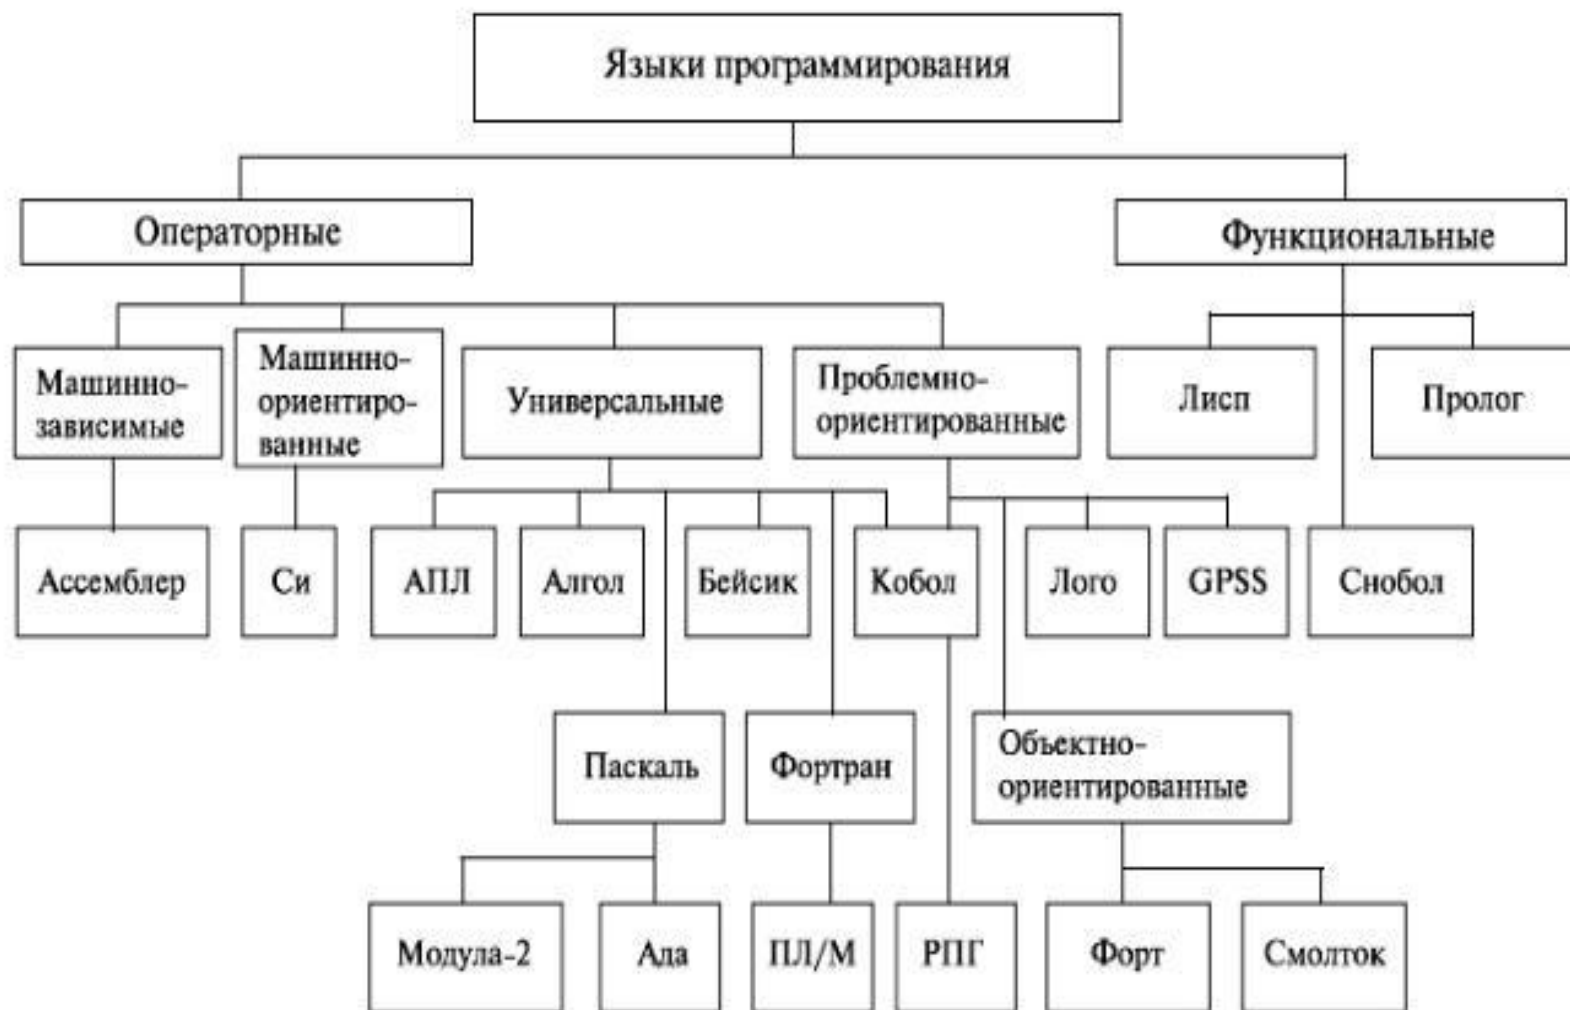 Языки программирования
Операторные
Функциональные
Машинно-
зависимые
Машинно-
ориентиро-
ванные
Универсальные
Проблемно-
ориентированные
Лисп
Пролог
Ассемблер
Си
АПЛ
Алгол
Бейсик
Кобол
Лого
GPSS
Снобол
Паскаль
Фортран
Объектно-
ориентированные
Модула-2
Ада
ПЛ/М
РПГ
Форт
Смолток